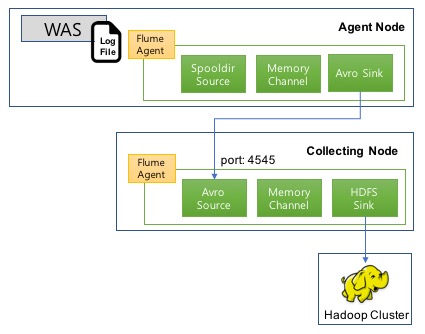 Agent Node
WAS
Log
File
Flume
Agent
Spooldir
Source
Memory
Channel
Avro Sink
port: 4545
Collecting Node
Flume
Agent
Avro
Source
Memory
Channel
HDFS
Sink
Hadoop Cluster